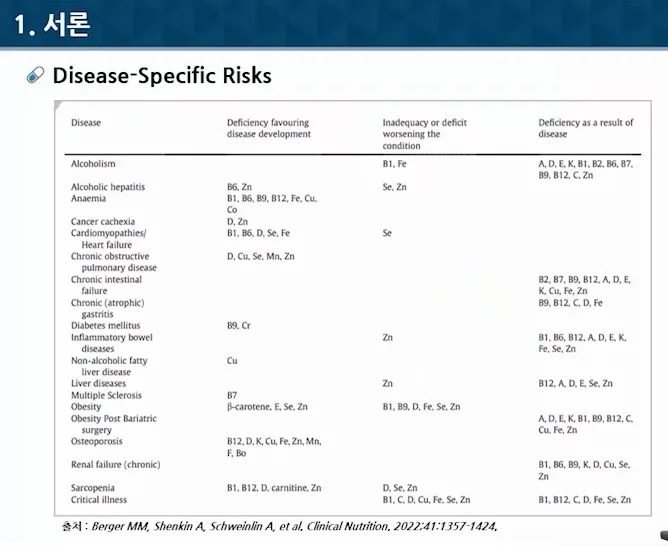 1. 서론
Disease-Specific Risks
Disease Deficiency favouring disease development Inadequacy or deficit worsening the condition Deficiency as a result of disease
Alcoholism B1, Fe A, D, E, K, B1, B2, B6, B7, B9, B12, C, Zn
Alcoholic hepatitis B6, Zn Se, Zn
Anaemia B1, B6, B9, B12, Fe, Cu, Co
Cancer cachexia D, Zn
Cardiomyopathies/ Heart failure B1, B6, D, Se, Fe Se
Chronic obstructive pulmonary disease D, Cu, Se, Mn, Zn
Chronic intestinal failure B2, B7, B9, B12, A, D, E, K, Cu, Fe, Zn
Chronic (atrophic) gastritis B9, B12, C, D, Fe
Diabetes mellitus B9, Cr
Inflammatory bowel diseases Zn B1, B6, B12, A, D, E, K, Fe, Se, Zn
Non-alcoholic fatty liver disease Cu
Liver diseases Zn B12, A, D, E, Se, Zn
Multiple Sclerosis B7
Obesity β-carotene, E, Se, Zn B1, B9, D, Fe, Se, Zn
Obesity Post Bariatric surgery A, D, E, K, B1, B9, B12, C, Cu, Fe, Zn
Osteoporosis B12, D, K, Cu, Fe, Zn, Mn, F, Bo
Renal failure (chronic) B1, B6, B9, K, D, Cu, Se, Zn
Sarcopenia B1, B12, D, carnitine, Zn D, Se, Zn
Critical illness B1, C, D, Cu, Fe, Se, Zn B1, B12, C, D, Fe, Se, Zn
출처 : Berger MM, Shenkin A, Schweinlin A, et al. Clinical Nutrition. 2022;41:1357-1424.